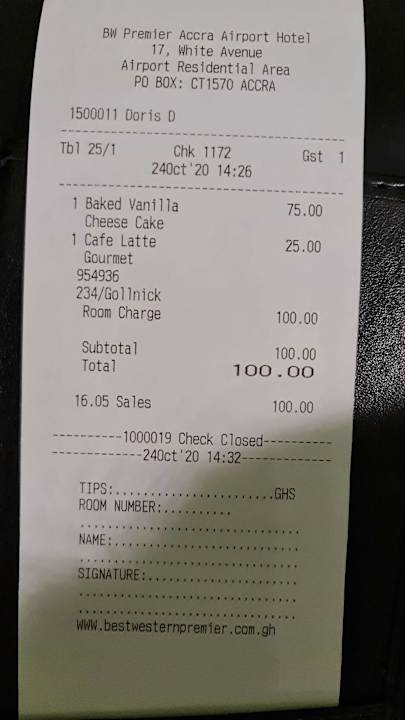 BW Premier Accra Airport Hotel
17, White Avenue
Airport Residential Area
PO BOX: CT1570 ACCRA
1500011 Doris D
--------------------------------
Tbl 25/1 Chk 1172 Gst 1
24Oct'20 14:26
--------------------------------
1 Baked Vanilla 75.00
Cheese Cake
1 Cafe Latte 25.00
Gourmet
954936
234/Gollnick
Room Charge 100.00
Subtotal 100.00
Total 100.00
16.05 Sales 100.00
----------1000019 Check Closed----------
-------------24Oct'20 14:32-------------
TIPS:.......................GHS
ROOM NUMBER:..........
................................
NAME:...........................
................................
SIGNATURE:......................
................................
................................
WWW.bestwesternpremier.com.gh